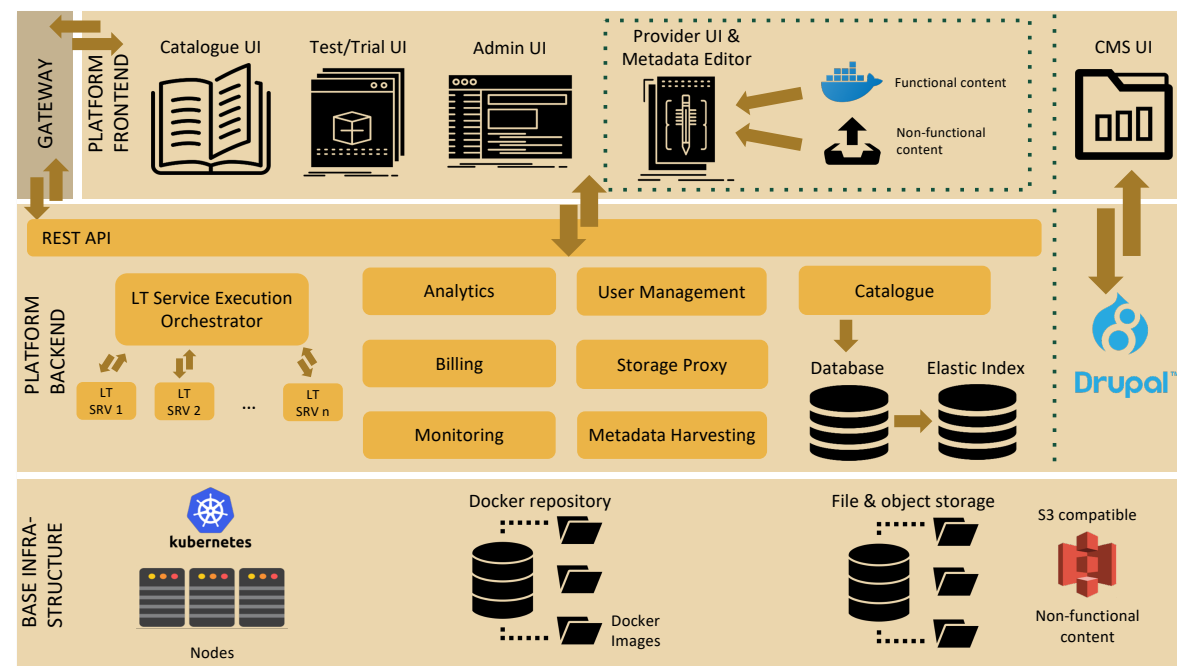 GATEWAY
PLATFORM
FRONTEND
Catalogue UI
Test/Trial UI
Admin UI
Provider UI &
Metadata Editor
Functional content
Non-functional
content
CMS UI
REST API
PLATFORM
BACKEND
LT Service Execution
Orchestrator
LT
SRV 1
LT
SRV 2
...
LT
SRV n
Analytics
User Management
Catalogue
Billing
Storage Proxy
Monitoring
Metadata Harvesting
Database
Elastic Index
Drupal™
BASE INFRA-
STRUCTURE
kubernetes
Nodes
Docker repository
Docker
Images
File & object storage
S3 compatible
Non-functional
content